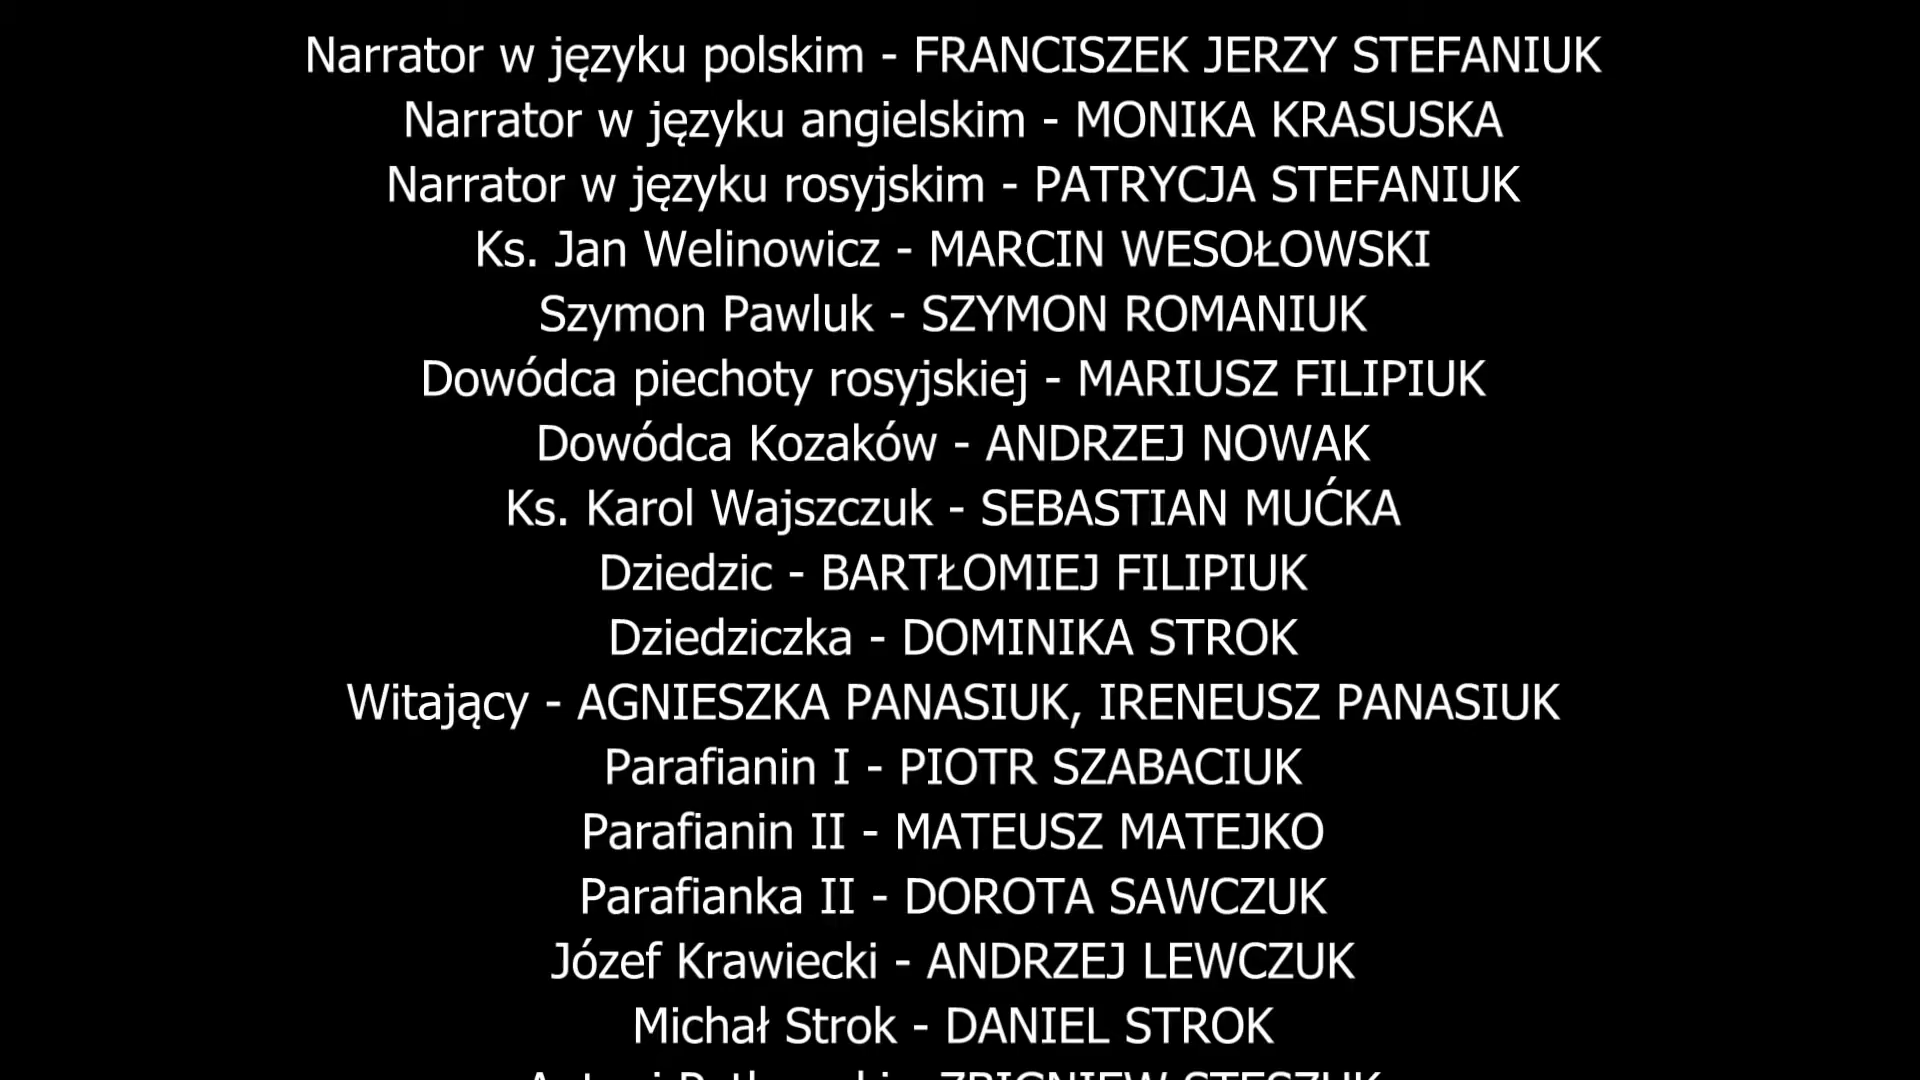 Narrator w języku polskim - FRANCISZEK JERZY STEFANIUK
Narrator w języku angielskim - MONIKA KRASUSKA
Narrator w języku rosyjskim - PATRYCJA STEFANIUK
Ks. Jan Welinowicz - MARCIN WESOŁOWSKI
Szymon Pawluk - SZYMON ROMANIUK
Dowódca piechoty rosyjskiej - MARIUSZ FILIPIUK
Dowódca Kozaków - ANDRZEJ NOWAK
Ks. Karol Wajszczuk - SEBASTIAN MUĆKA
Dziedzic - BARTŁOMIEJ FILIPIUK
Dziedziczka - DOMINIKA STROK
Witający - AGNIESZKA PANASIUK, IRENEUSZ PANASIUK
Parafianin I - PIOTR SZABACIUK
Parafianin II - MATEUSZ MATEJKO
Parafianka II - DOROTA SAWCZUK
Józef Krawiecki - ANDRZEJ LEWCZUK
Michał Strok - DANIEL STROK
ZBIGNIEW